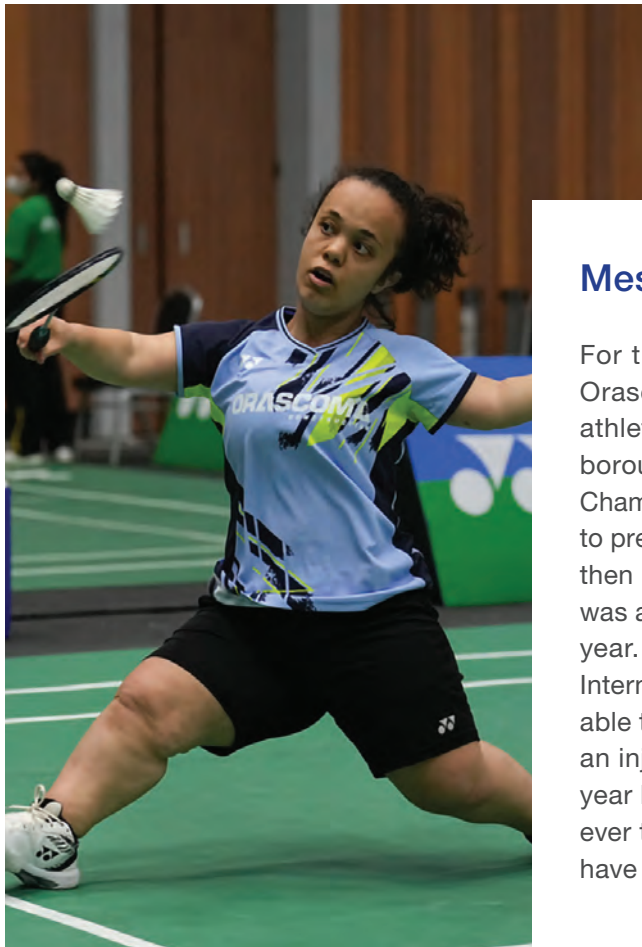 ORASCOM
Mes
For t
Orasc
athle
borou
Cham
to pre
then
was a
year.
Intern
able t
an inj
year
ever t
have